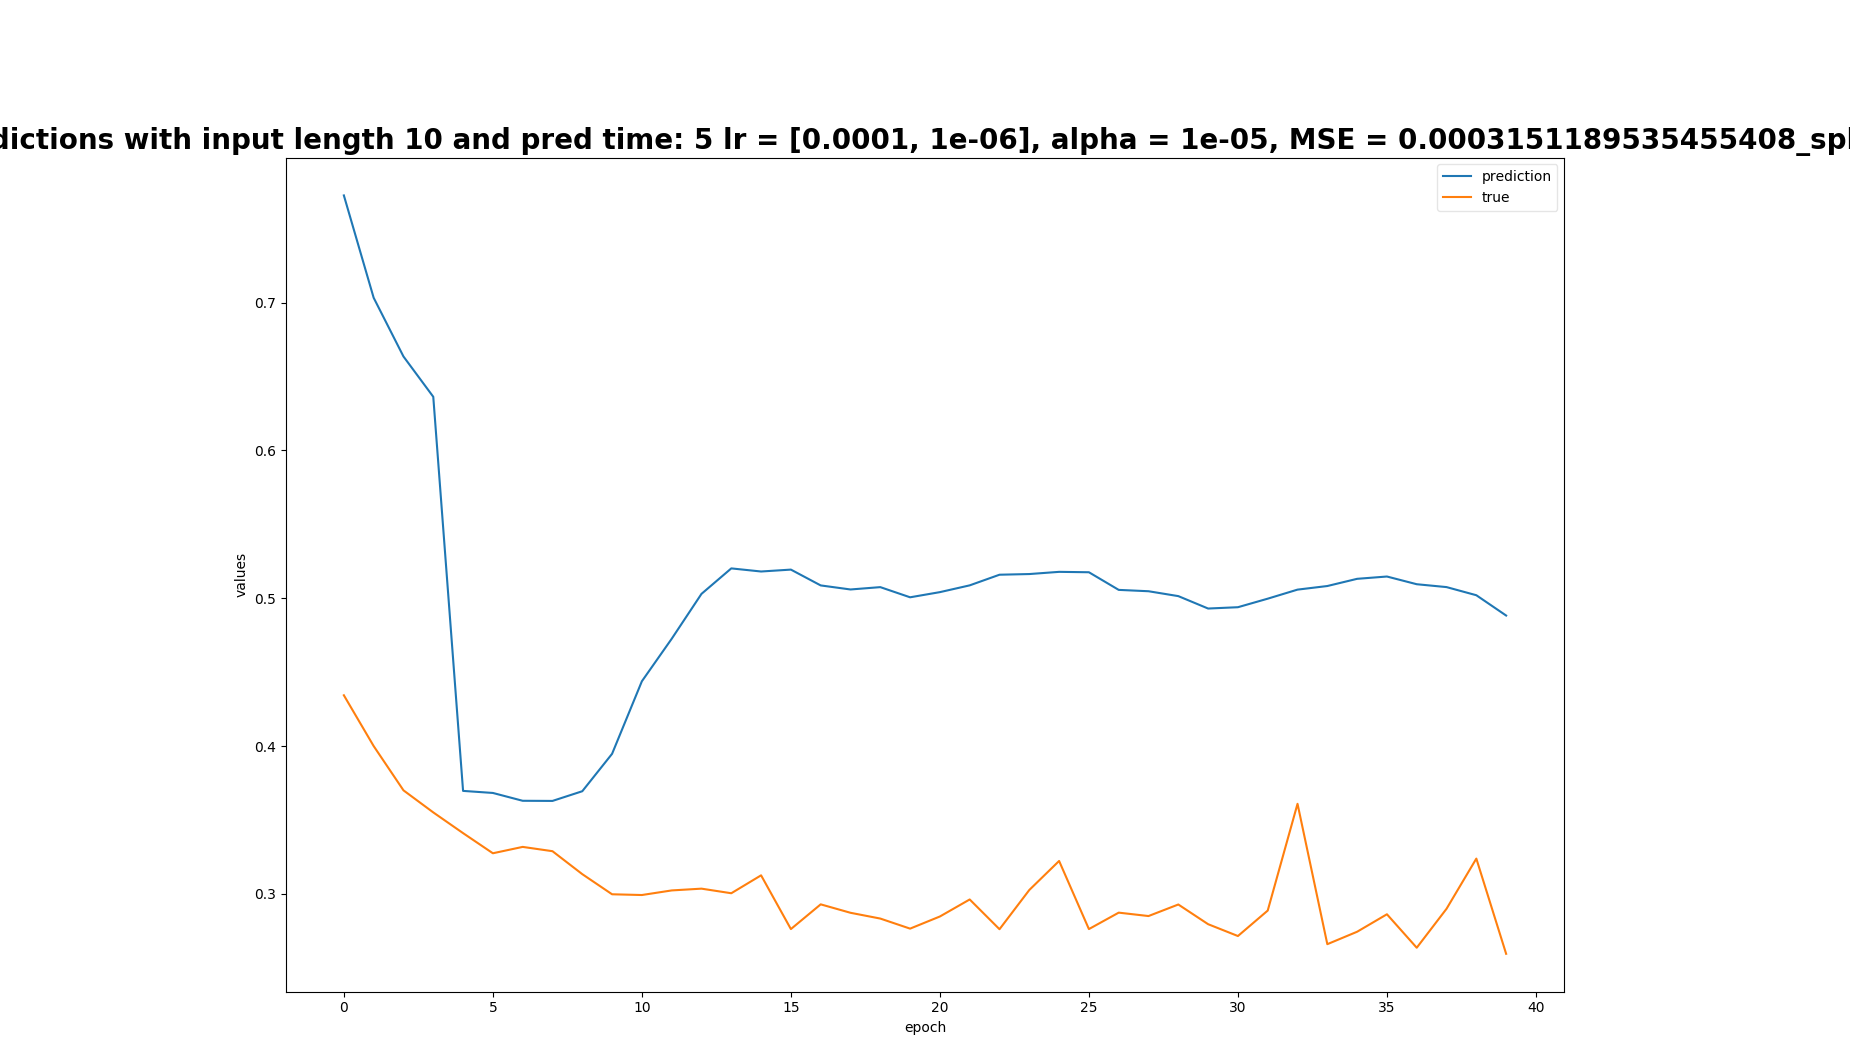 dictions with input length 10 and pred time: 5 lr = [0.0001, 1e-06], alpha = 1e-05, MSE = 0.0003151189535455408_spl
prediction
true
0.7
0.6
0.5
0.4
0.3
values
0 5 10 15 20 25 30 35 40
epoch